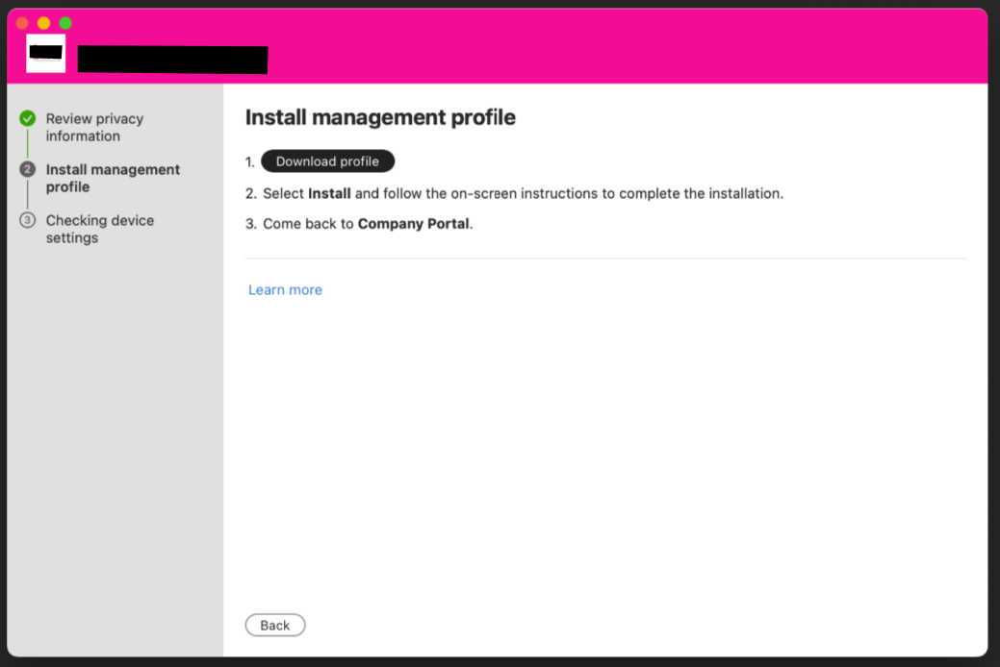 Review privacy
information
2 Install management
profile
3 Checking device
settings
Install management profile
1. Download profile
2. Select Install and follow the on-screen instructions to complete the installation.
3. Come back to Company Portal.
Learn more
Back